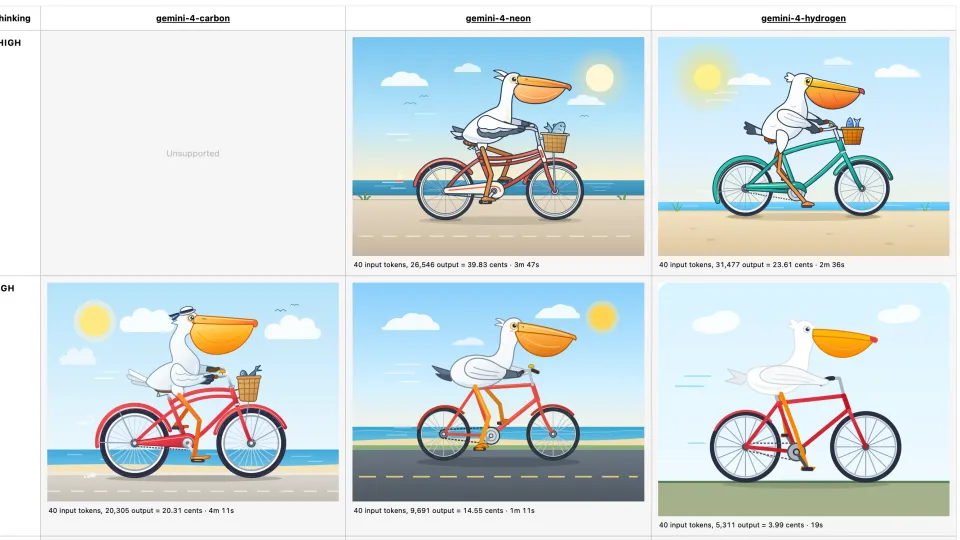 hinking gemini-4-carbon gemini-4-neon gemini-4-hydrogen
HIGH
Unsupported
40 input tokens, 26,546 output = 39.83 cents · 3m 47s
40 input tokens, 31,477 output = 23.61 cents · 2m 36s
GH
40 input tokens, 20,305 output = 20.31 cents · 4m 11s
40 input tokens, 9,691 output = 14.55 cents · 1m 11s
40 input tokens, 5,311 output = 3.99 cents · 19s